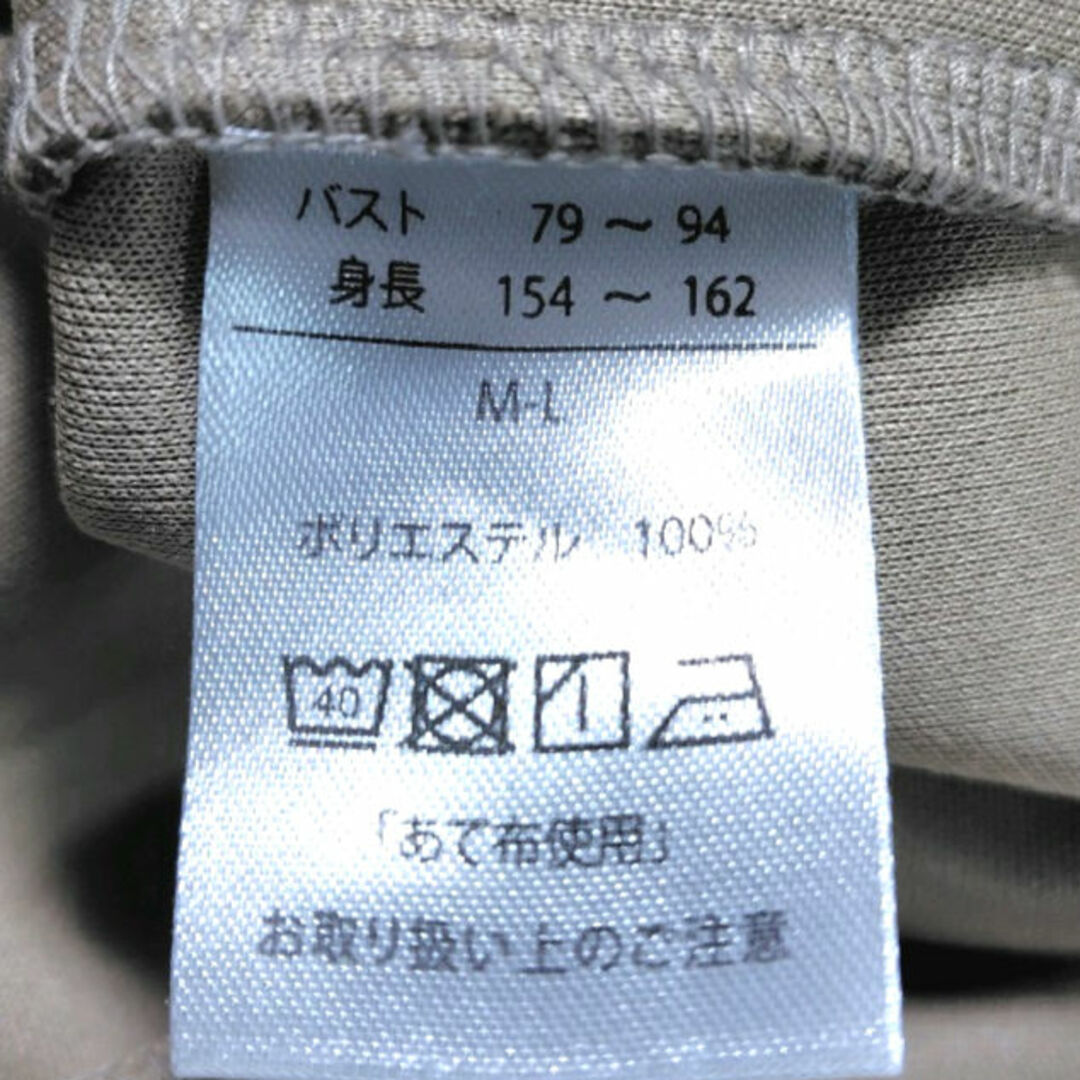 バスト 79 ～ 94
身長 154 ～ 162
M-L
ポリエステル 100%
40
「あて布使用」
お取り扱い上のご注意